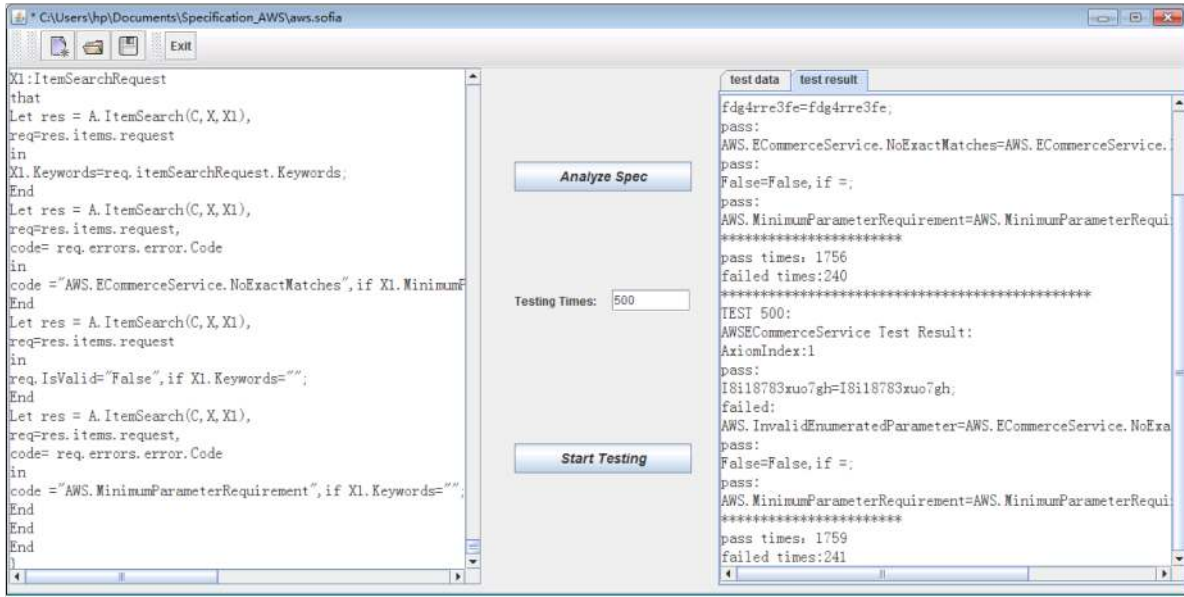 * C:\Users\hp\Documents\Specification_AWS\aws.sofia
Exit
X1:ItemSearchRequest
that
Let res = A.ItemSearch(C,X,X1),
req=res.items.request
in
X1.Keywords=req.itemSearchRequest.Keywords;
End
Let res = A.ItemSearch(C,X,X1),
req=res.items.request,
code= req.errors.error.Code
in
code ="AWS.ECommerceService.NoExactMatches",if X1.MinimumP
End
Let res = A.ItemSearch(C,X,X1),
req=res.items.request
in
req.IsValid="False",if X1.Keywords="";
End
Let res = A.ItemSearch(C,X,X1),
req=res.items.request,
code= req.errors.error.Code
in
code ="AWS.MinimumParameterRequirement",if X1.Keywords="";
End
End
End
}
Analyze Spec
Testing Times: 500
Start Testing
test data test result
fdg4rre3fe=fdg4rre3fe;
pass:
AWS.ECommerceService.NoExactMatches=AWS.ECommerceService.
pass:
False=False,if =;
pass:
AWS.MinimumParameterRequirement=AWS.MinimumParameterRequi
************************
pass times: 1756
failed times:240
*************************************************
TEST 500:
AWSECommerceService Test Result:
AxiomIndex:1
pass:
I8i18783xuo7gh=I8i18783xuo7gh;
failed:
AWS.InvalidEnumeratedParameter=AWS.ECommerceService.NoExa
pass:
False=False,if =;
pass:
AWS.MinimumParameterRequirement=AWS.MinimumParameterRequi
************************
pass times: 1759
failed times:241